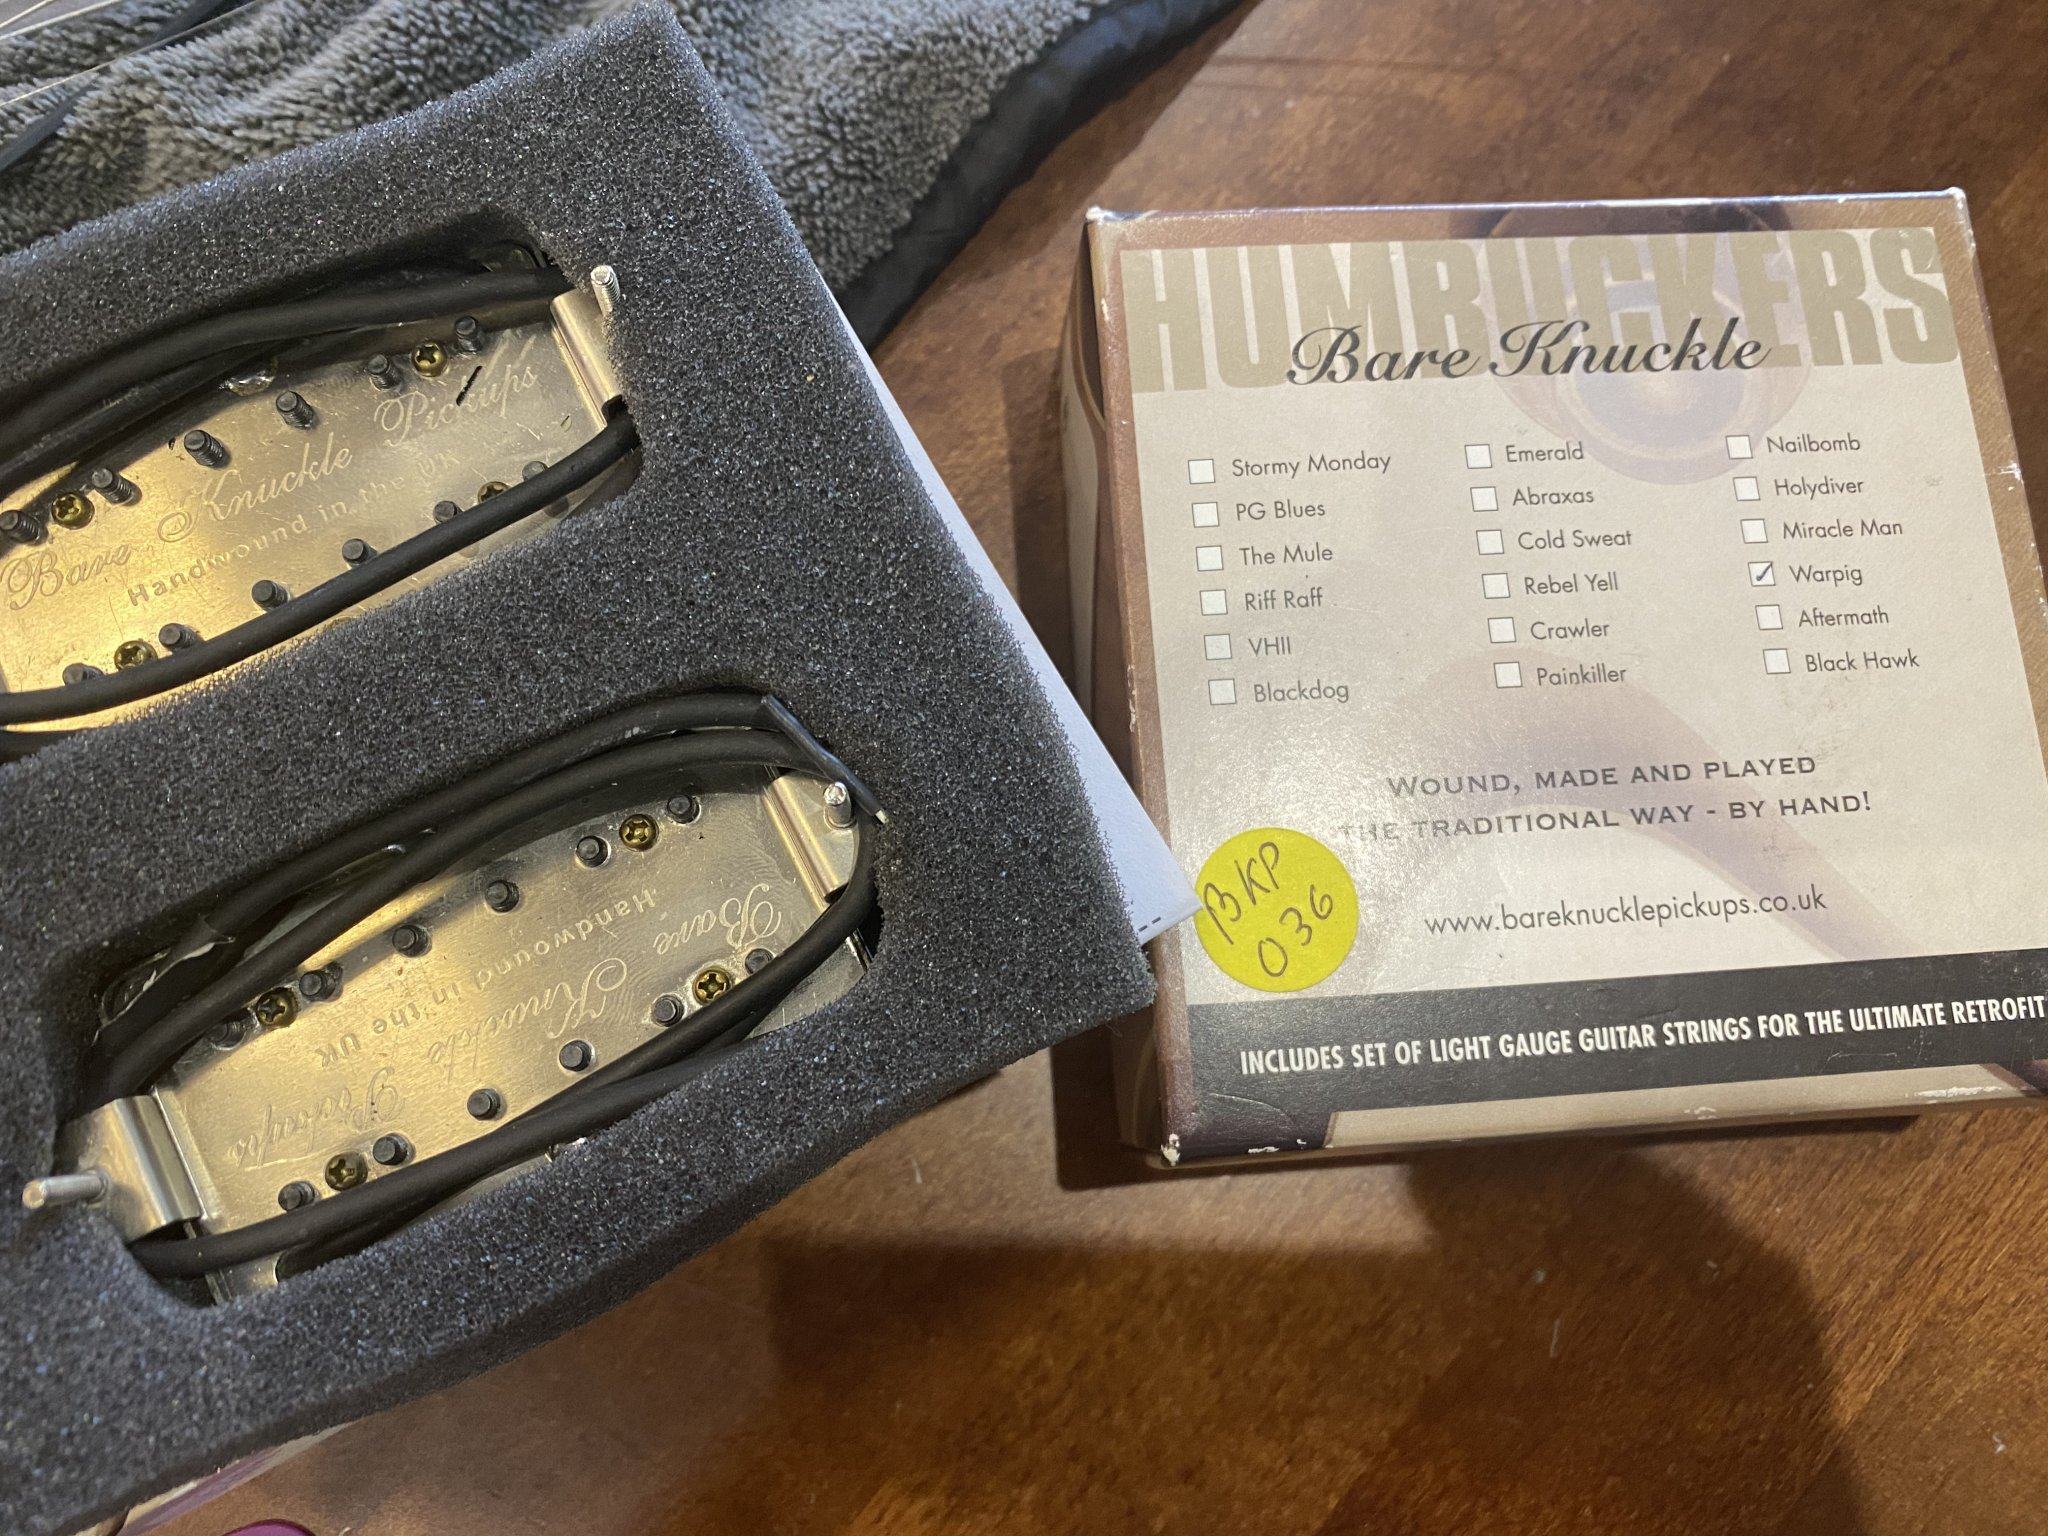 Bare Knuckle Pickups
Handwound in the UK
Bare Knuckle Pickups
Handwound in the UK
HUMBUCKERS
Bare Knuckle
Stormy Monday
PG Blues
The Mule
Riff Raff
VHII
Blackdog
Emerald
Abraxas
Cold Sweat
Rebel Yell
Crawler
Painkiller
Nailbomb
Holydiver
Miracle Man
Warpig
Aftermath
Black Hawk
WOUND, MADE AND PLAYED
THE TRADITIONAL WAY - BY HAND!
BKP
036
www.bareknucklepickups.co.uk
INCLUDES SET OF LIGHT GAUGE GUITAR STRINGS FOR THE ULTIMATE RETROFIT